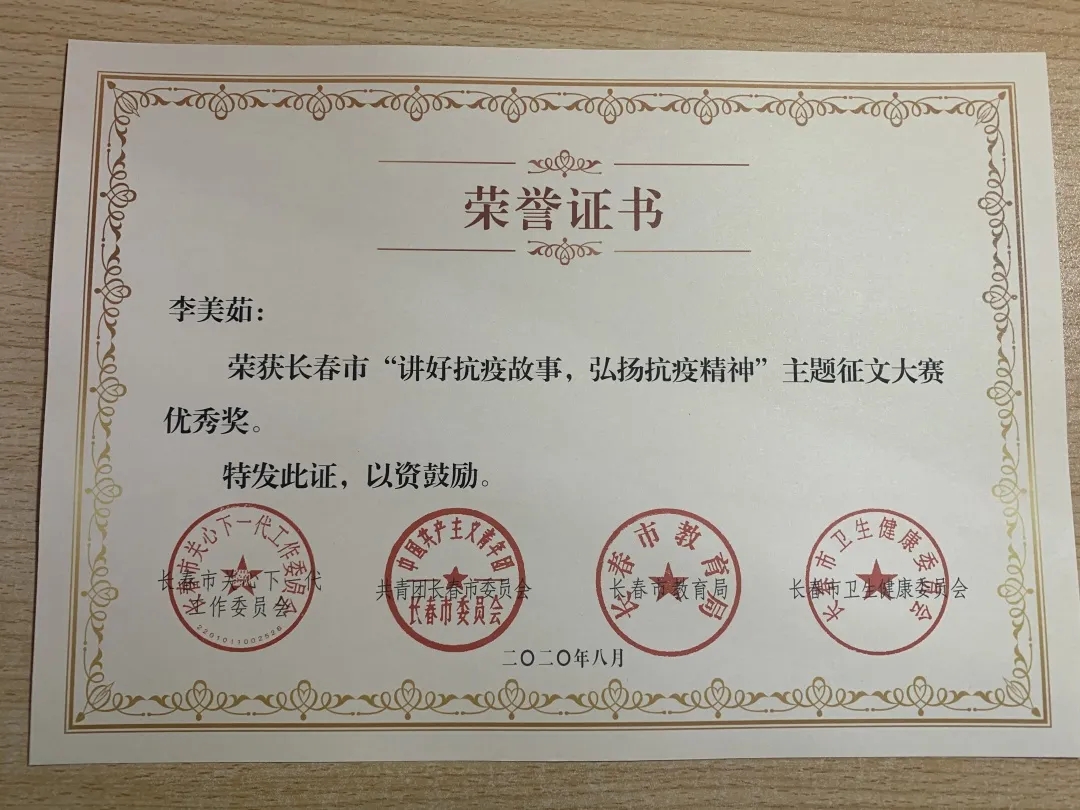 荣誉证书
李美茹:
荣获长春市“讲好抗疫故事，弘扬抗疫精神”主题征文大赛
优秀奖。
特发此证，以资鼓励。
长春市关心下一代工作委员会
长春市关心下一代
工作委员会
2201011002526
中国共产主义青年团
共青团长春市委员会
长春市委员会
长春市教育局
长春市教育局
长春市卫生健康委员会
长春市卫生健康委员会
二〇二〇年八月